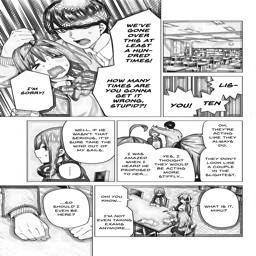 LIS-
TEN
YOU!
WE'VE
GONE
OVER
THIS AT
LEAST A
HUN-
DRED
TIMES!
HOW MANY
TIMES ARE
YOU GONNA
GET IT
WRONG,
STUPID?!
I'M
SORRY!
OH,
THEY'RE
ACTING
LIKE THEY
ALWAYS
DO.
THEY DON'T
LOOK LIKE
A COUPLE
IN THE
SLIGHTEST.
YES, I
THOUGHT
THEY WOULD
BE ACTING
MORE
STIFFLY...
I WAS
AMAZED
WHEN I
HEARD HE
PROPOSED
TO HER...
WELL, IF HE
WASN'T THAT
SERIOUS, IT'D
SURE TAKE THE
WIND OUT OF
MY SAILS.
WHAT IS IT,
MIKU?
OH! YOU
KNOW...
I'M NOT
EVEN TAKING
EXAMS
ANYMORE...
...SO
SHOULD I
EVEN BE
HERE?